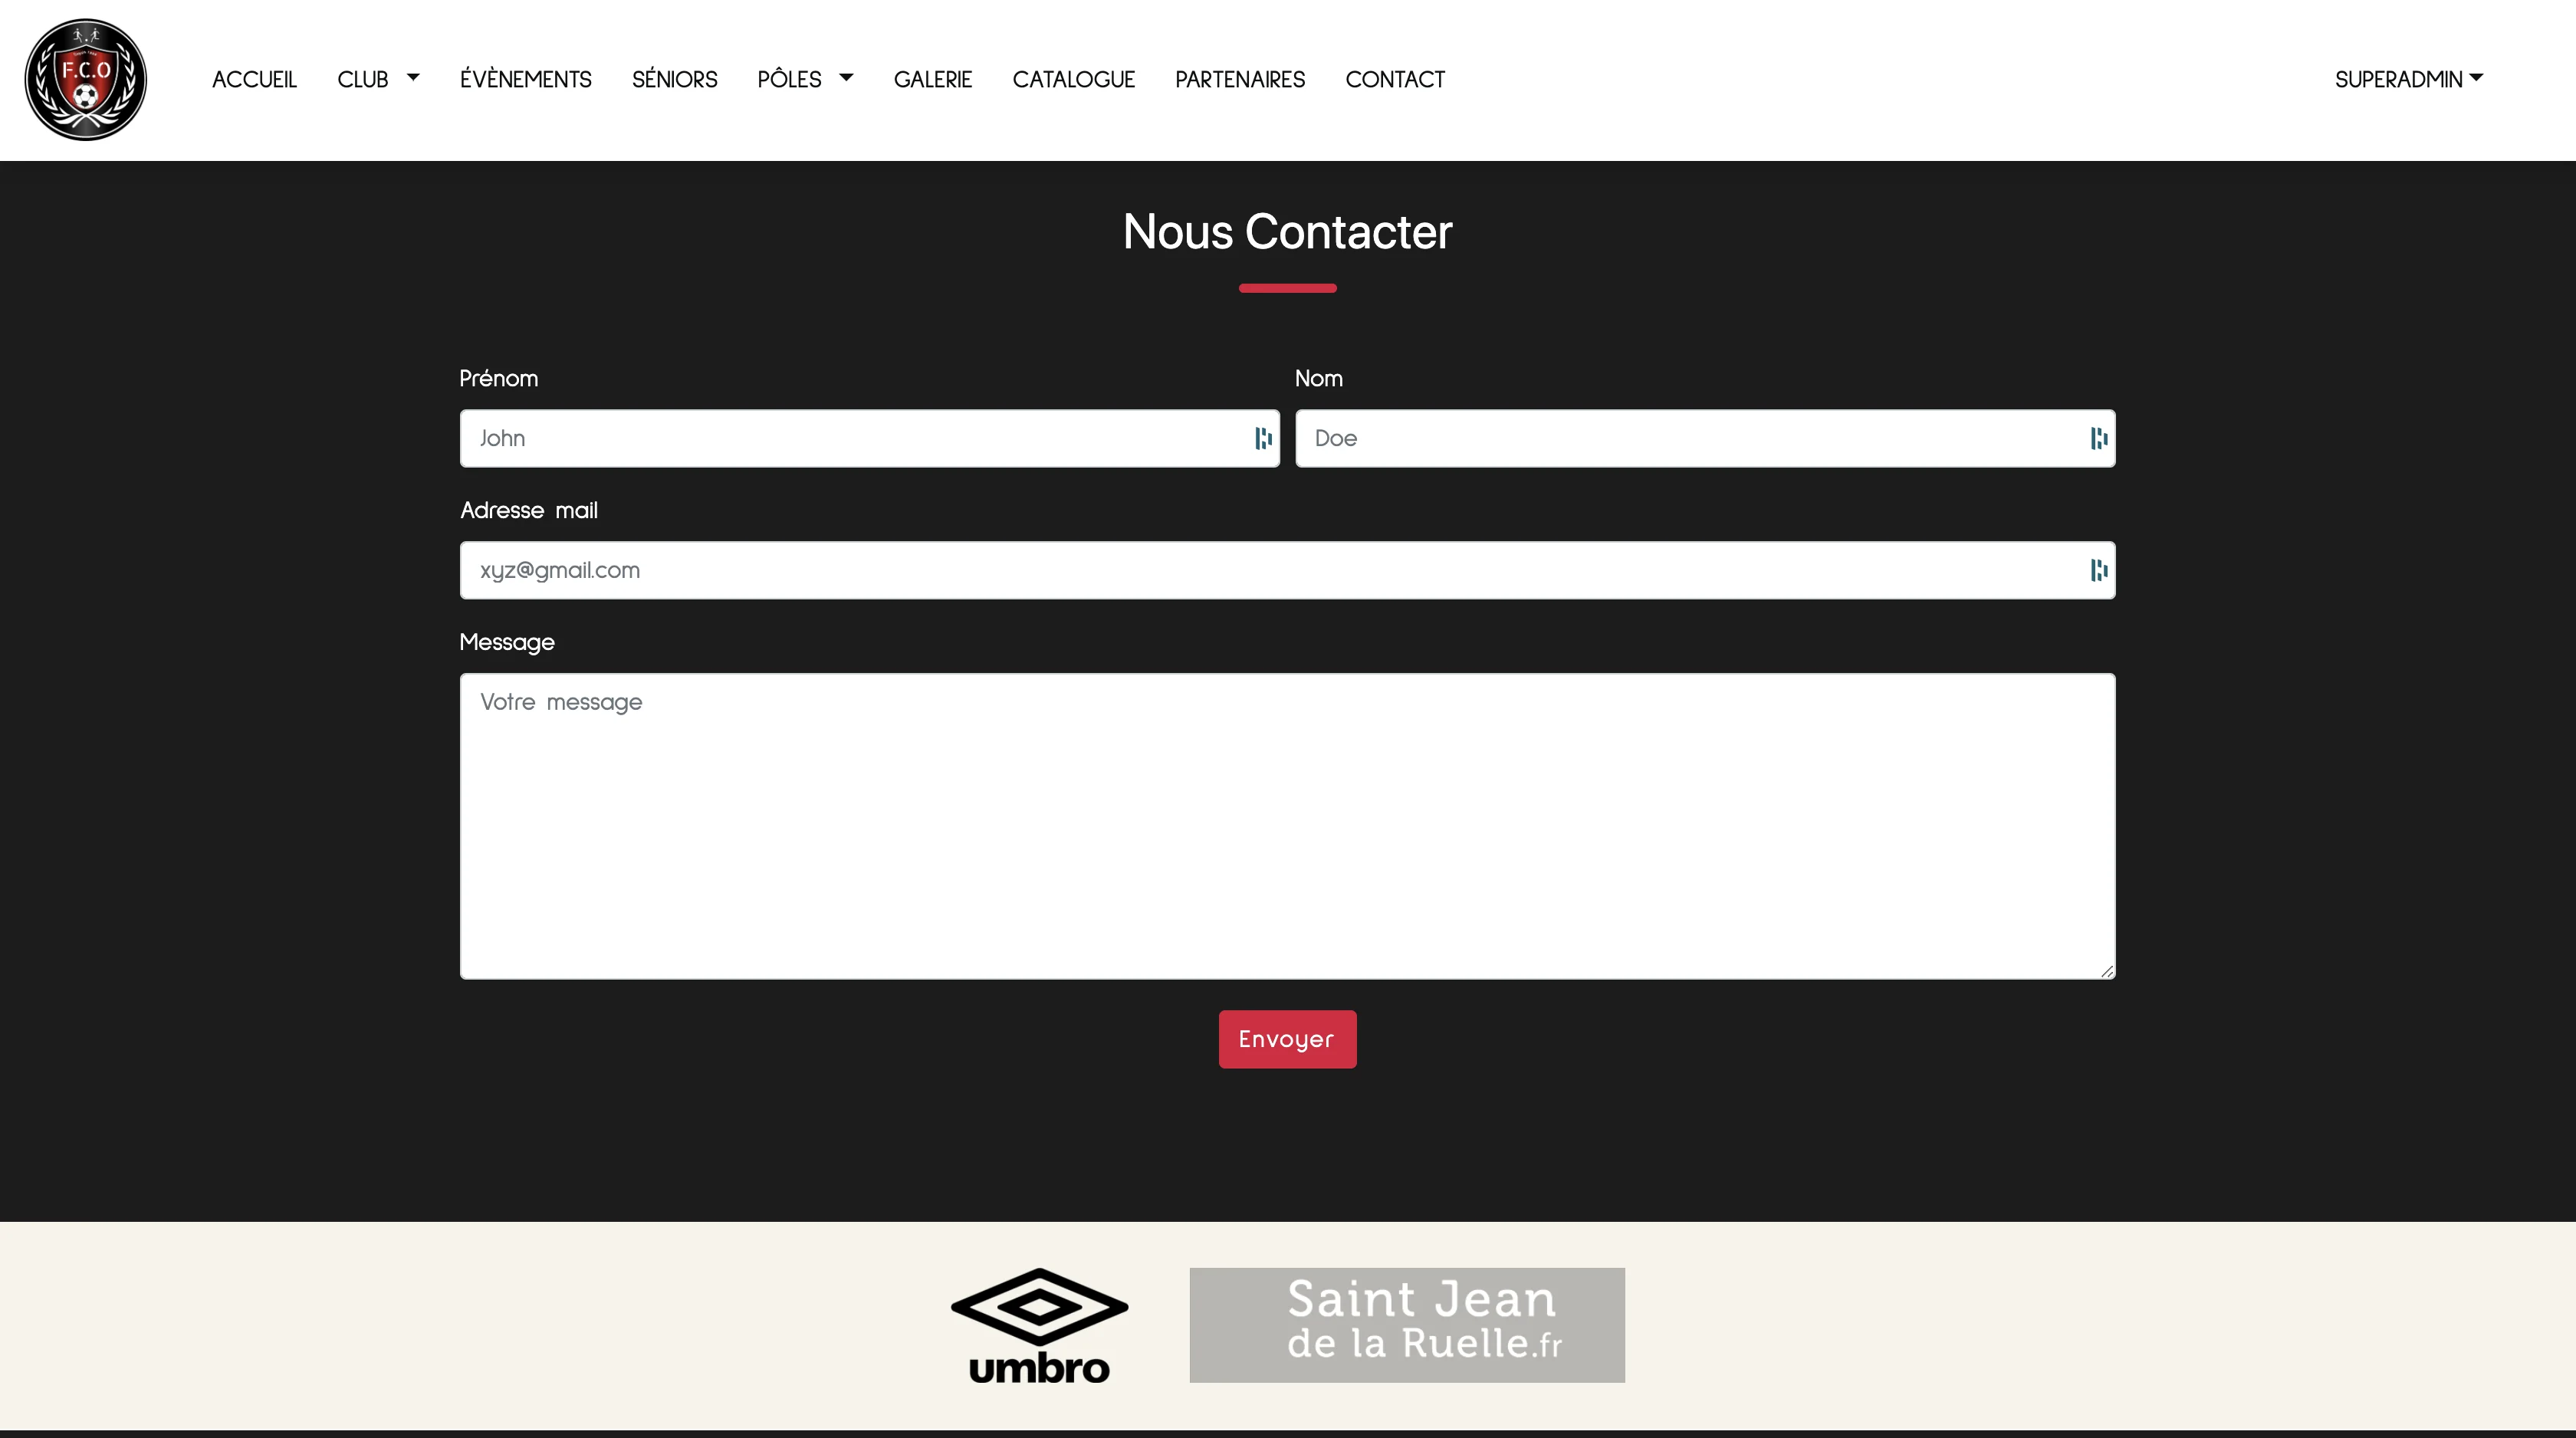 F.C.O
ACCUEIL CLUB ÉVÈNEMENTS SÉNIORS PÔLES GALERIE CATALOGUE PARTENAIRES CONTACT SUPERADMIN
Nous Contacter
Prénom Nom
John Doe
Adresse mail
xyz@gmail.com
Message
Votre message
Envoyer
umbro
Saint Jean
de la Ruelle.fr